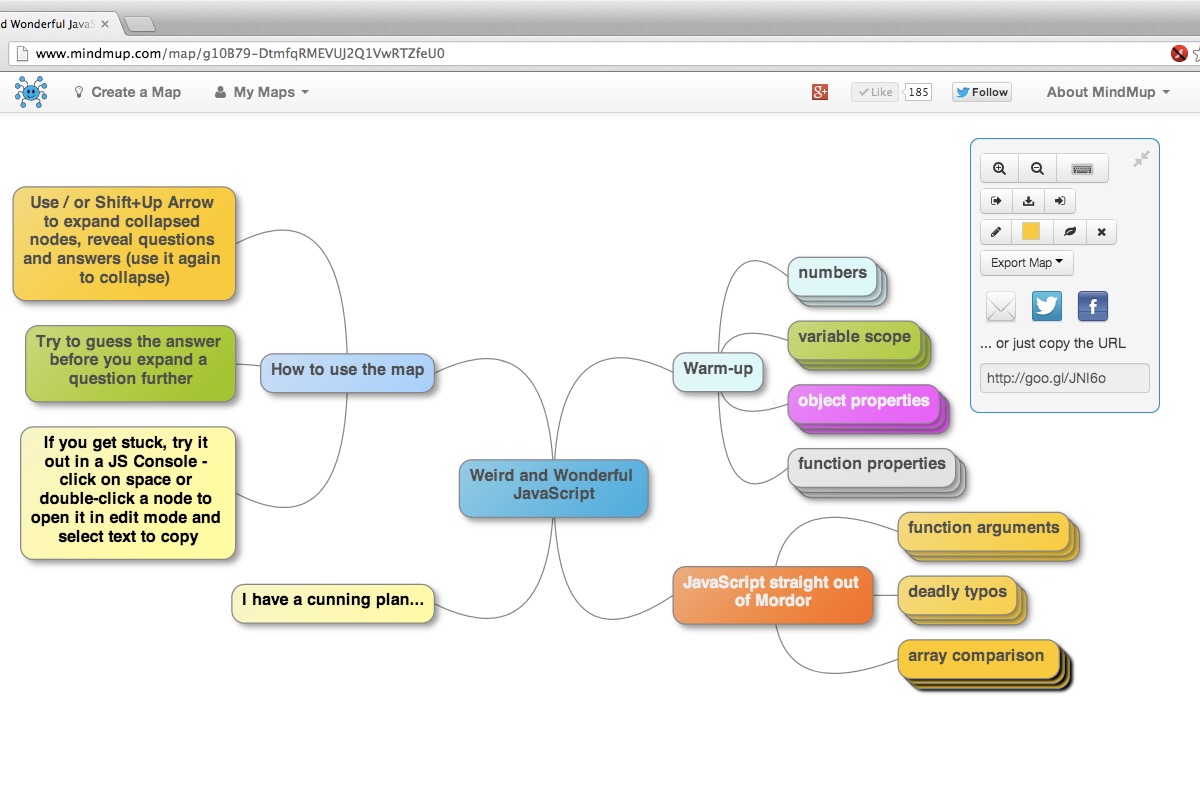 d Wonderful JavaS
www.mindmup.com/map/g10B79-DtmfqRMEVUJ2Q1VwRTZfeU0
Create a Map
My Maps
g+
Like
185
Follow
About MindMup
Use / or Shift+Up Arrow
to expand collapsed
nodes, reveal questions
and answers (use it again
to collapse)
Try to guess the answer
before you expand a
question further
If you get stuck, try it
out in a JS Console -
click on space or
double-click a node to
open it in edit mode and
select text to copy
How to use the map
I have a cunning plan...
Weird and Wonderful
JavaScript
Warm-up
numbers
variable scope
object properties
function properties
JavaScript straight out
of Mordor
function arguments
deadly typos
array comparison
Export Map
f
... or just copy the URL
http://goo.gl/JNl6o